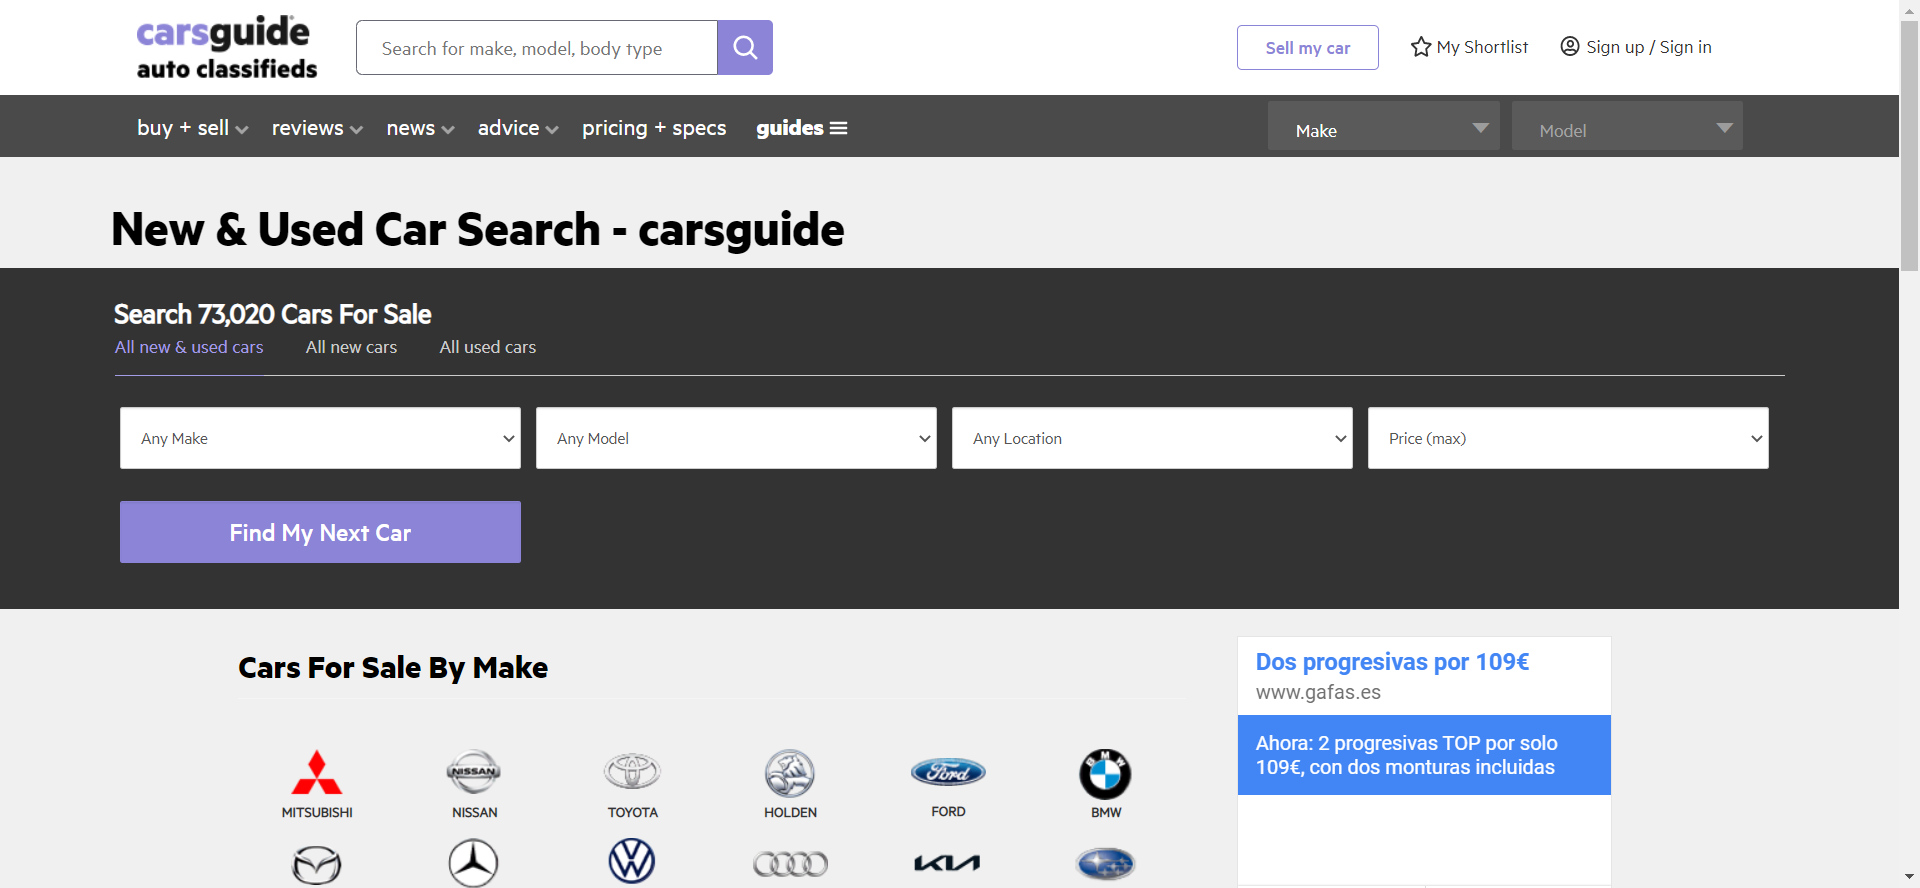 carsguide
auto classifieds
Search for make, model, body type
Sell my car
My Shortlist
Sign up / Sign in
buy + sell
reviews
news
advice
pricing + specs
guides
Make
Model
New & Used Car Search - carsguide
Search 73,020 Cars For Sale
All new & used cars
All new cars
All used cars
Any Make
Any Model
Any Location
Price (max)
Find My Next Car
Cars For Sale By Make
Dos progresivas por 109€
www.gafas.es
Ahora: 2 progresivas TOP por solo
109€, con dos monturas incluidas
NISSAN
Ford
BMW
MITSUBISHI
NISSAN
TOYOTA
HOLDEN
FORD
BMW
KIA